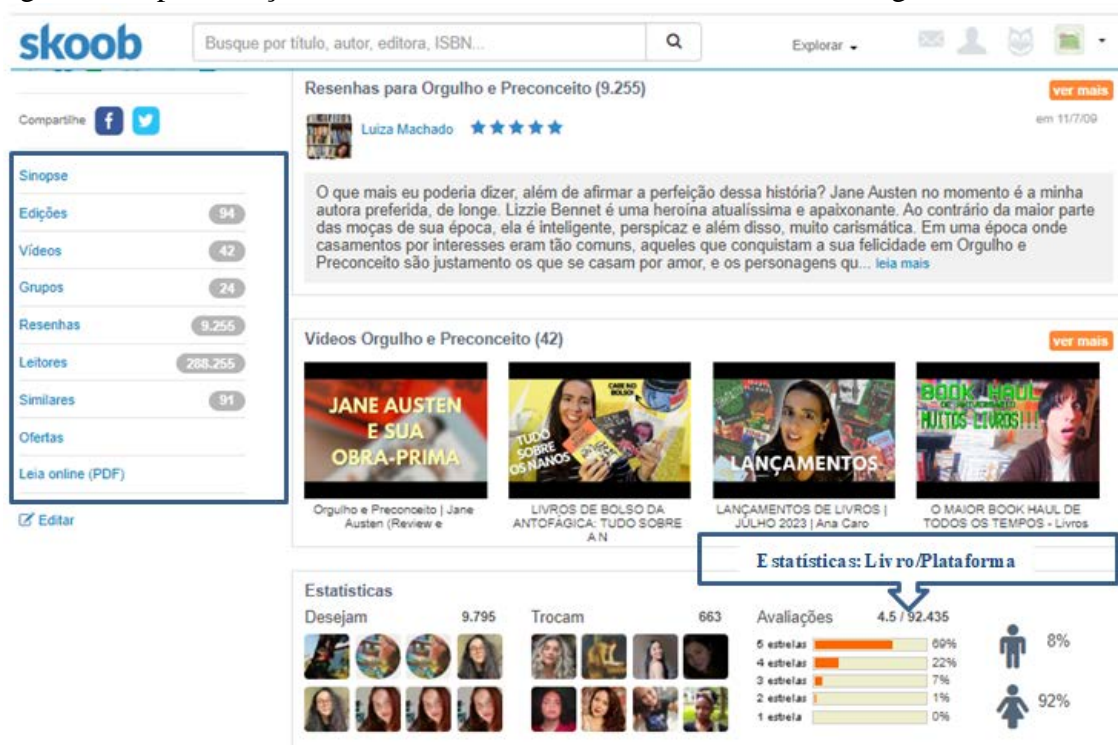 skoob
Busque por título, autor, editora, ISBN...
Explorar
Compartilhe
Sinopse
Edições 94
Vídeos 42
Grupos 24
Resenhas 9.255
Leitores 288.255
Similares 91
Ofertas
Leia online (PDF)
Editar
Resenhas para Orgulho e Preconceito (9.255)
ver mais
Luiza Machado
em 11/7/09
O que mais eu poderia dizer, além de afirmar a perfeição dessa história? Jane Austen no momento é a minha
autora preferida, de longe. Lizzie Bennet é uma heroína atualíssima e apaixonante. Ao contrário da maior parte
das moças de sua época, ela é inteligente, perspicaz e além disso, muito carismática. Em uma época onde
casamentos por interesses eram tão comuns, aqueles que conquistam a sua felicidade em Orgulho e
Preconceito são justamento os que se casam por amor, e os personagens qu... leia mais
Vídeos Orgulho e Preconceito (42)
ver mais
JANE AUSTEN
E SUA
OBRA-PRIMA
CABE NO
BOLSO!
TUDO
SOBRE
OS NANOS
LANÇAMENTOS
BOOK HAUL
DE ANIVERSÁRIO
MUITOS LIVROS!!!
Orgulho e Preconceito | Jane
Austen (Review e
LIVROS DE BOLSO DA
ANTOFÁGICA: TUDO SOBRE
A N
LANÇAMENTOS DE LIVROS |
JULHO 2023 | Ana Caro
O MAIOR BOOK HAUL DE
TODOS OS TEMPOS - Livros
Estatísticas: Livro/Plataforma
Estatísticas
Desejam 9.795
Trocam 663
Avaliações 4.5 / 92.435
5 estrelas 69%
4 estrelas 22%
3 estrelas 7%
2 estrelas 1%
1 estrela 0%
8%
92%